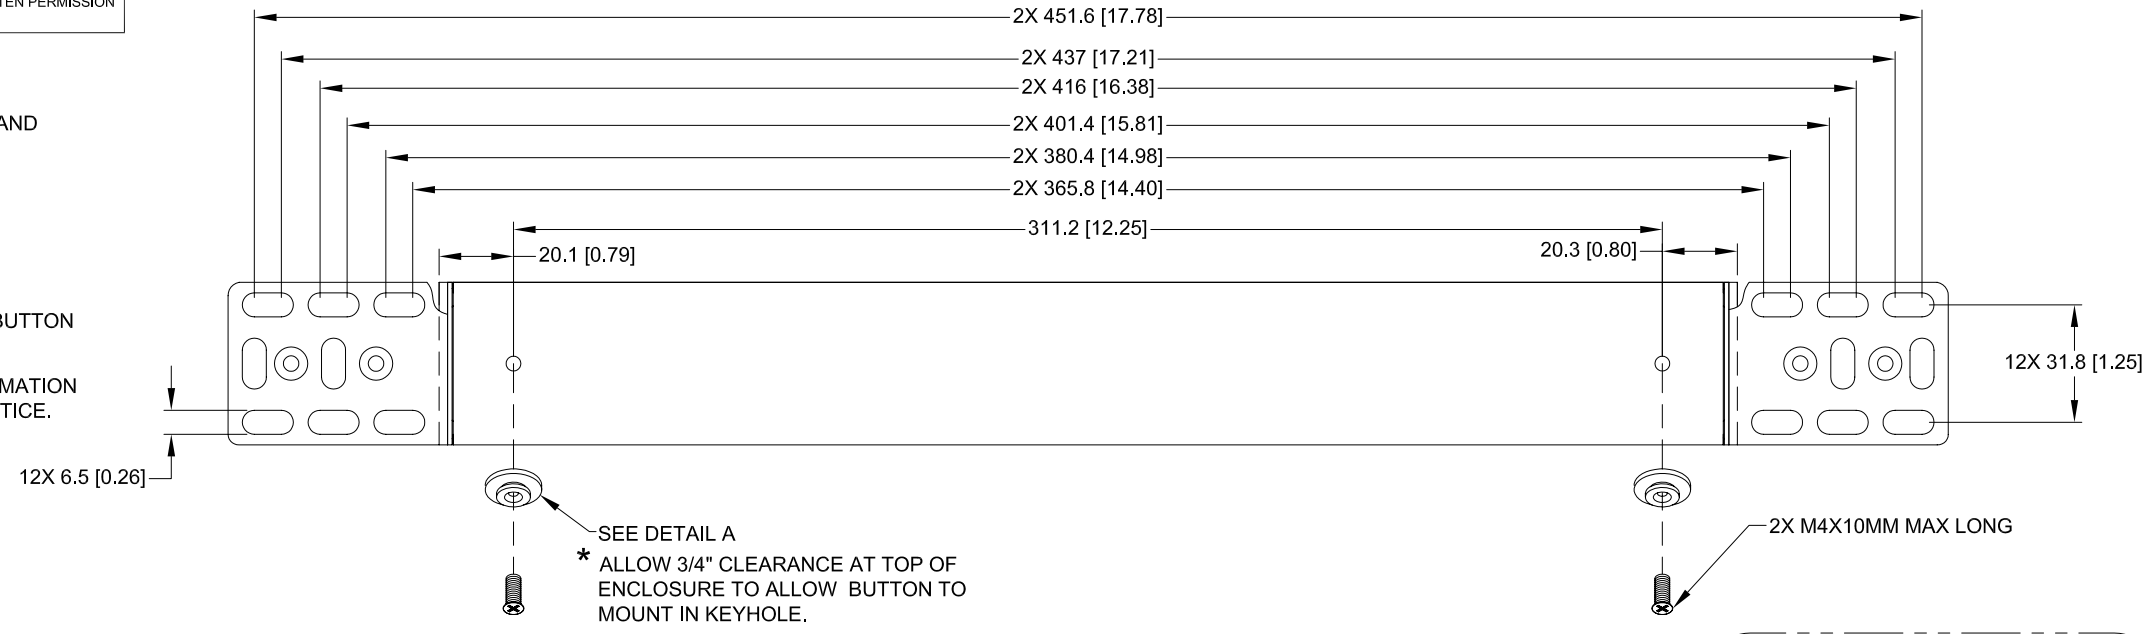 TEN PERMISSION
AND
BUTTON
MATION
TICE.
2X 451.6 [17.78]
2X 437 [17.21]
2X 416 [16.38]
2X 401.4 [15.81]
2X 380.4 [14.98]
2X 365.8 [14.40]
311.2 [12.25]
20.1 [0.79]
20.3 [0.80]
12X 31.8 [1.25]
12X 6.5 [0.26]
SEE DETAIL A
* ALLOW 3/4" CLEARANCE AT TOP OF
ENCLOSURE TO ALLOW BUTTON TO
MOUNT IN KEYHOLE.
2X M4X10MM MAX LONG